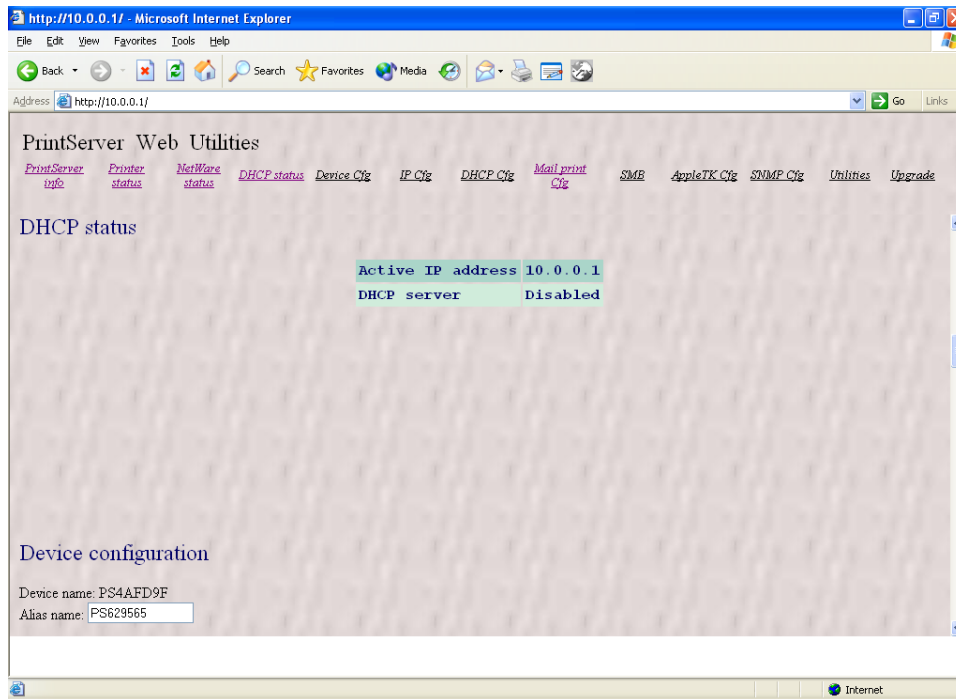 http://10.0.0.1/ - Microsoft Internet Explorer
File Edit View Favorites Tools Help
Back Search Favorites Media
Address http://10.0.0.1/ Go Links
PrintServer Web Utilities
PrintServer info Printer status NetWare status DHCP status Device Cfg IP Cfg DHCP Cfg Mail print Cfg SMB AppleTK Cfg SNMP Cfg Utilities Upgrade
DHCP status
Active IP address 10.0.0.1
DHCP server Disabled
Device configuration
Device name: PS4AFD9F
Alias name: PS629565
Internet